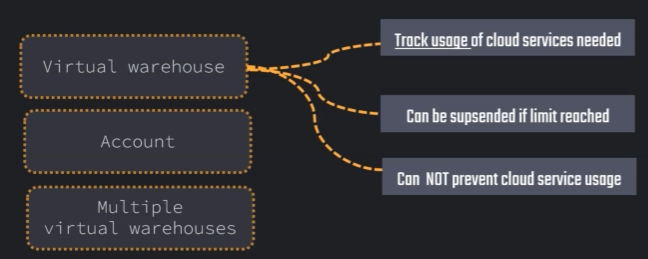 Virtual warehouse
Account
Multiple
virtual warehouses
Track usage of cloud services needed
Can be supsended if limit reached
Can NOT prevent cloud service usage